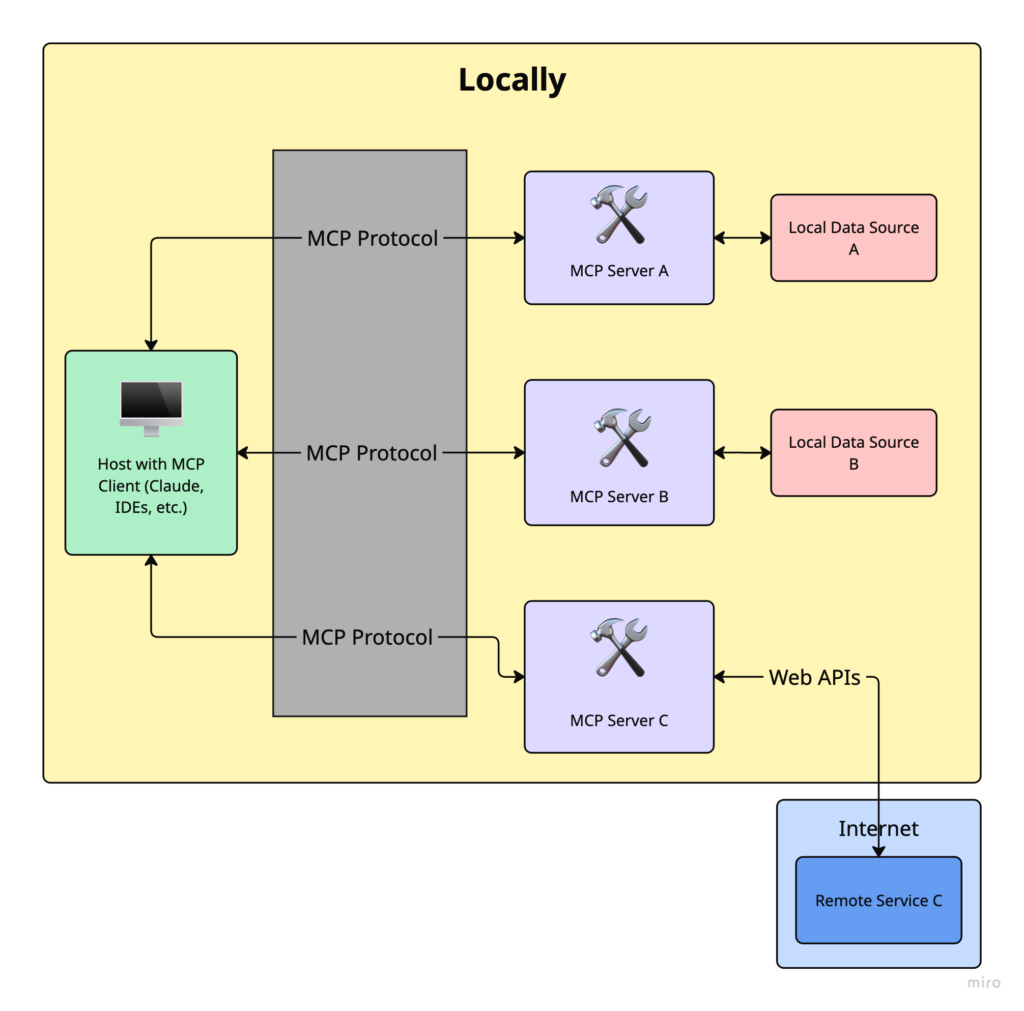 Locally
MCP Protocol
MCP Server A
Local Data Source
A
Host with MCP
Client (Claude,
IDEs, etc.)
MCP Protocol
MCP Server B
Local Data Source
B
MCP Protocol
MCP Server C
Web APIs
Internet
Remote Service C
miro